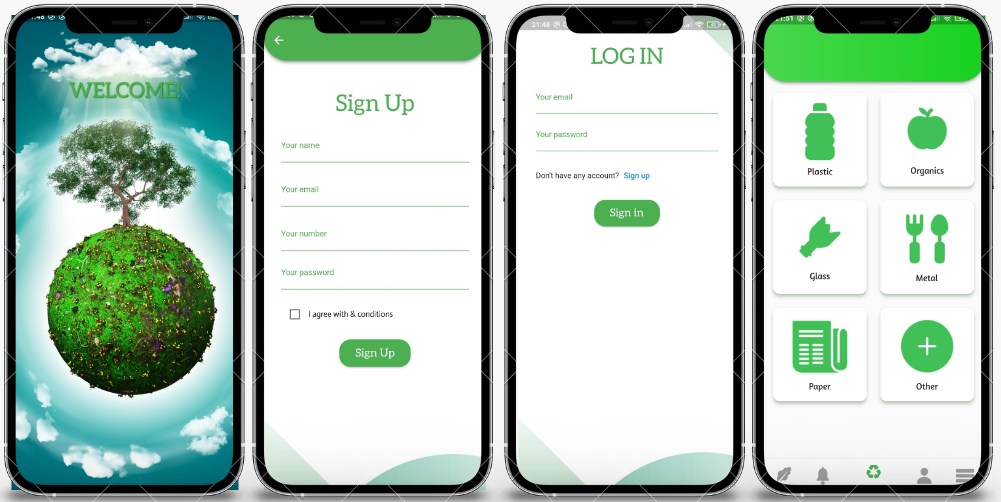 WELCOME!
Sign Up
Your name
Your email
Your number
Your password
I agree with & conditions
Sign Up
21:48
LOG IN
Your email
Your password
Don't have any account? Sign up
Sign in
Plastic
Organics
Glass
Metal
Paper
Other